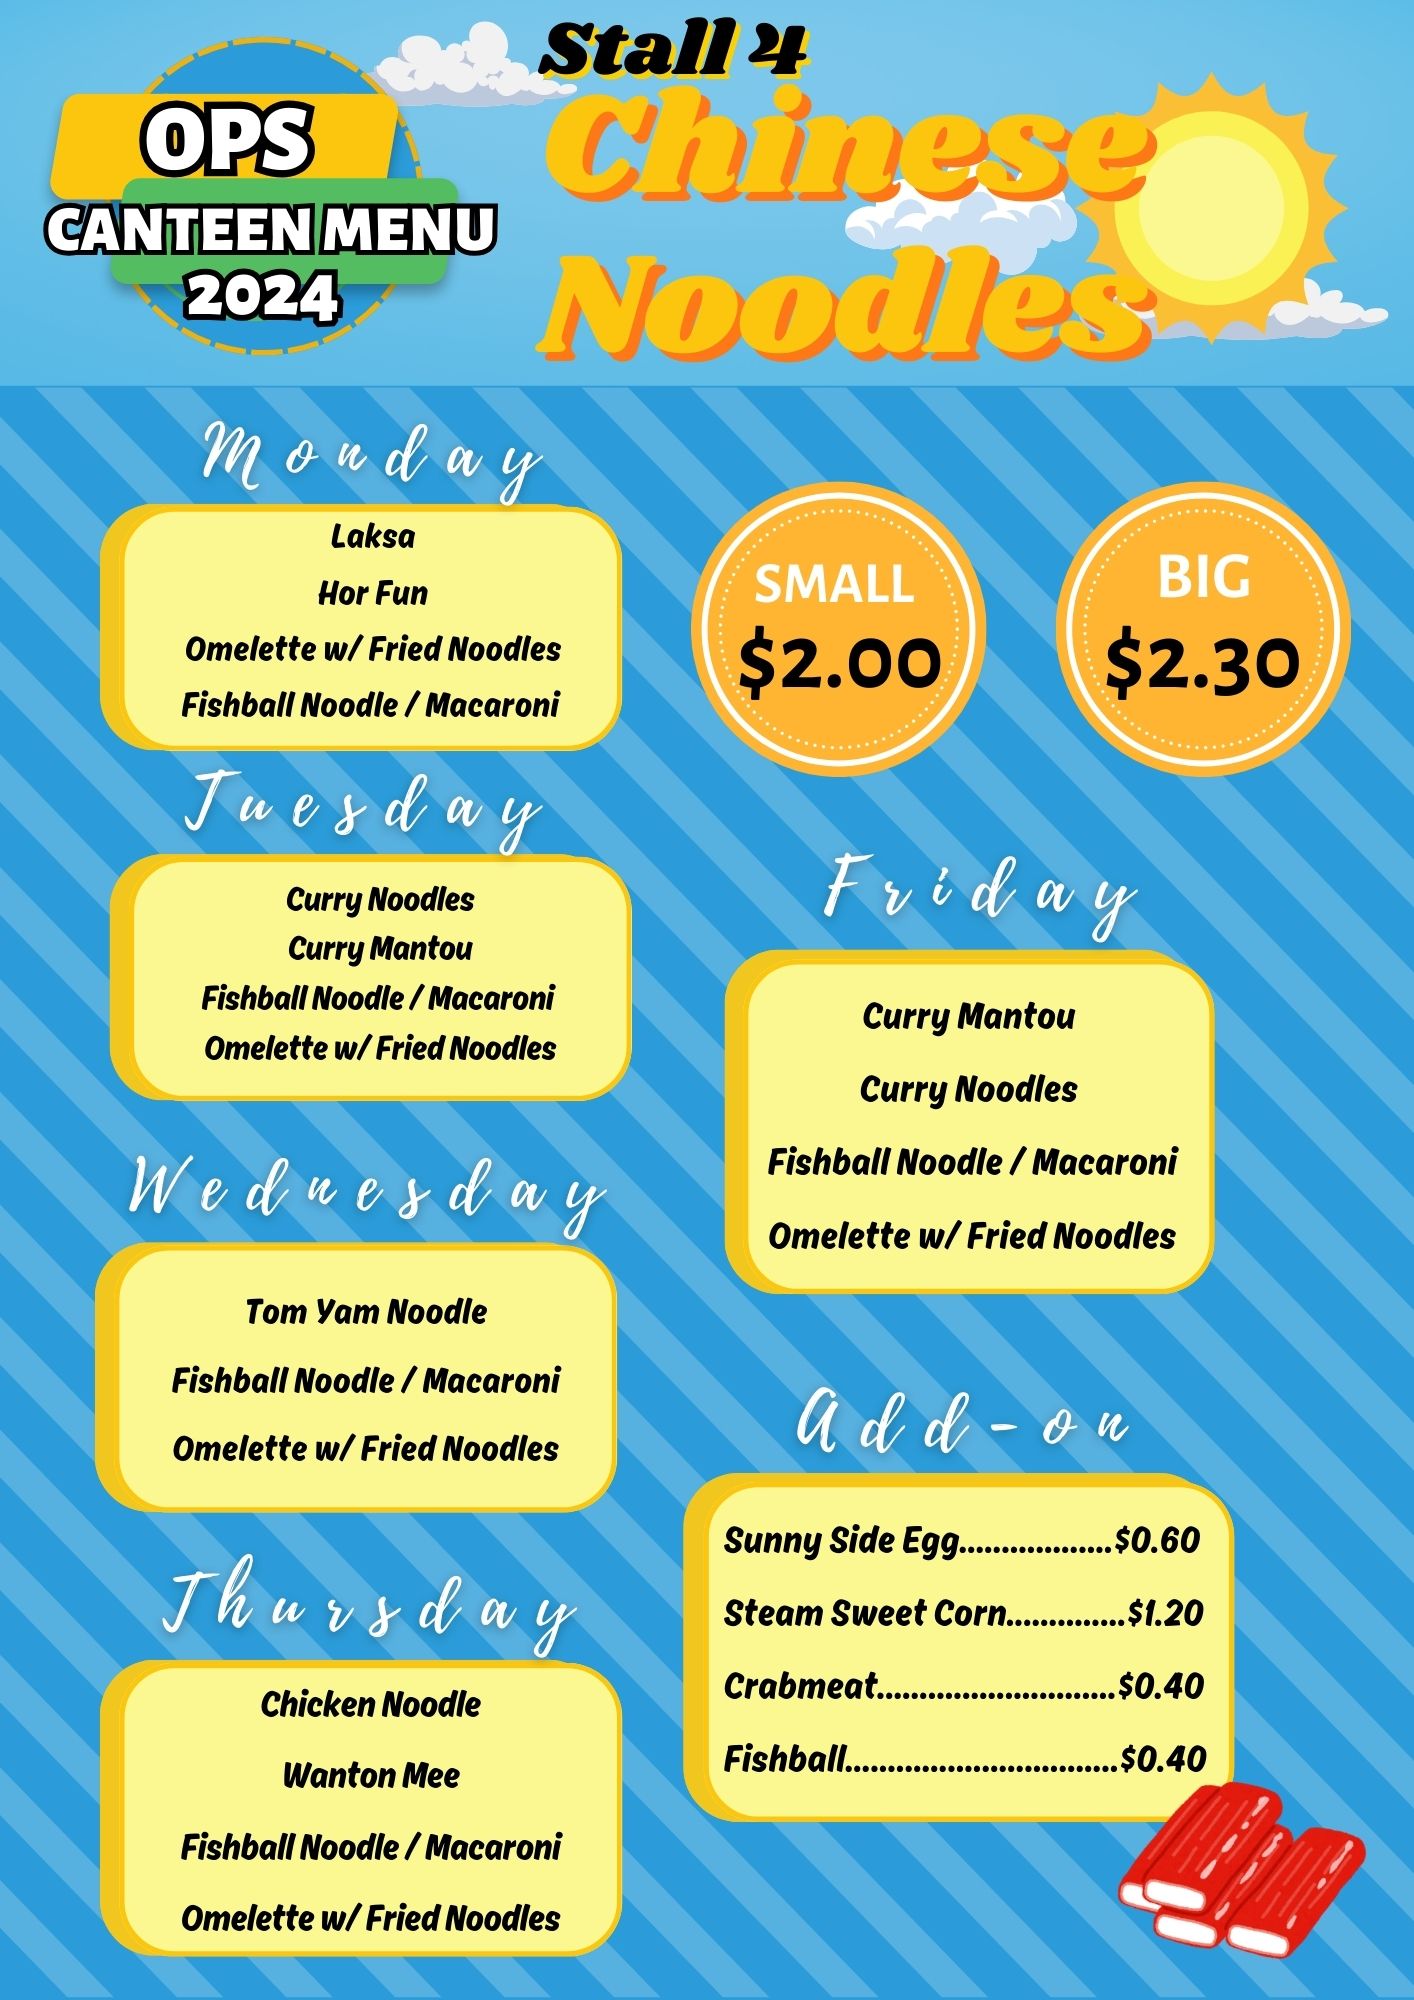 OPS
CANTEEN MENU
2024
Stall 4
Chinese
Noodles
Monday
Laksa
Hor Fun
Omelette w/ Fried Noodles
Fishball Noodle / Macaroni
SMALL
$2.00
BIG
$2.30
Tuesday
Curry Noodles
Curry Mantou
Fishball Noodle / Macaroni
Omelette w/ Fried Noodles
Wednesday
Tom Yam Noodle
Fishball Noodle / Macaroni
Omelette w/ Fried Noodles
Thursday
Chicken Noodle
Wanton Mee
Fishball Noodle / Macaroni
Omelette w/ Fried Noodles
Friday
Curry Mantou
Curry Noodles
Fishball Noodle / Macaroni
Omelette w/ Fried Noodles
Add-on
Sunny Side Egg..................$0.60
Steam Sweet Corn..............$1.20
Crabmeat............................$0.40
Fishball................................$0.40